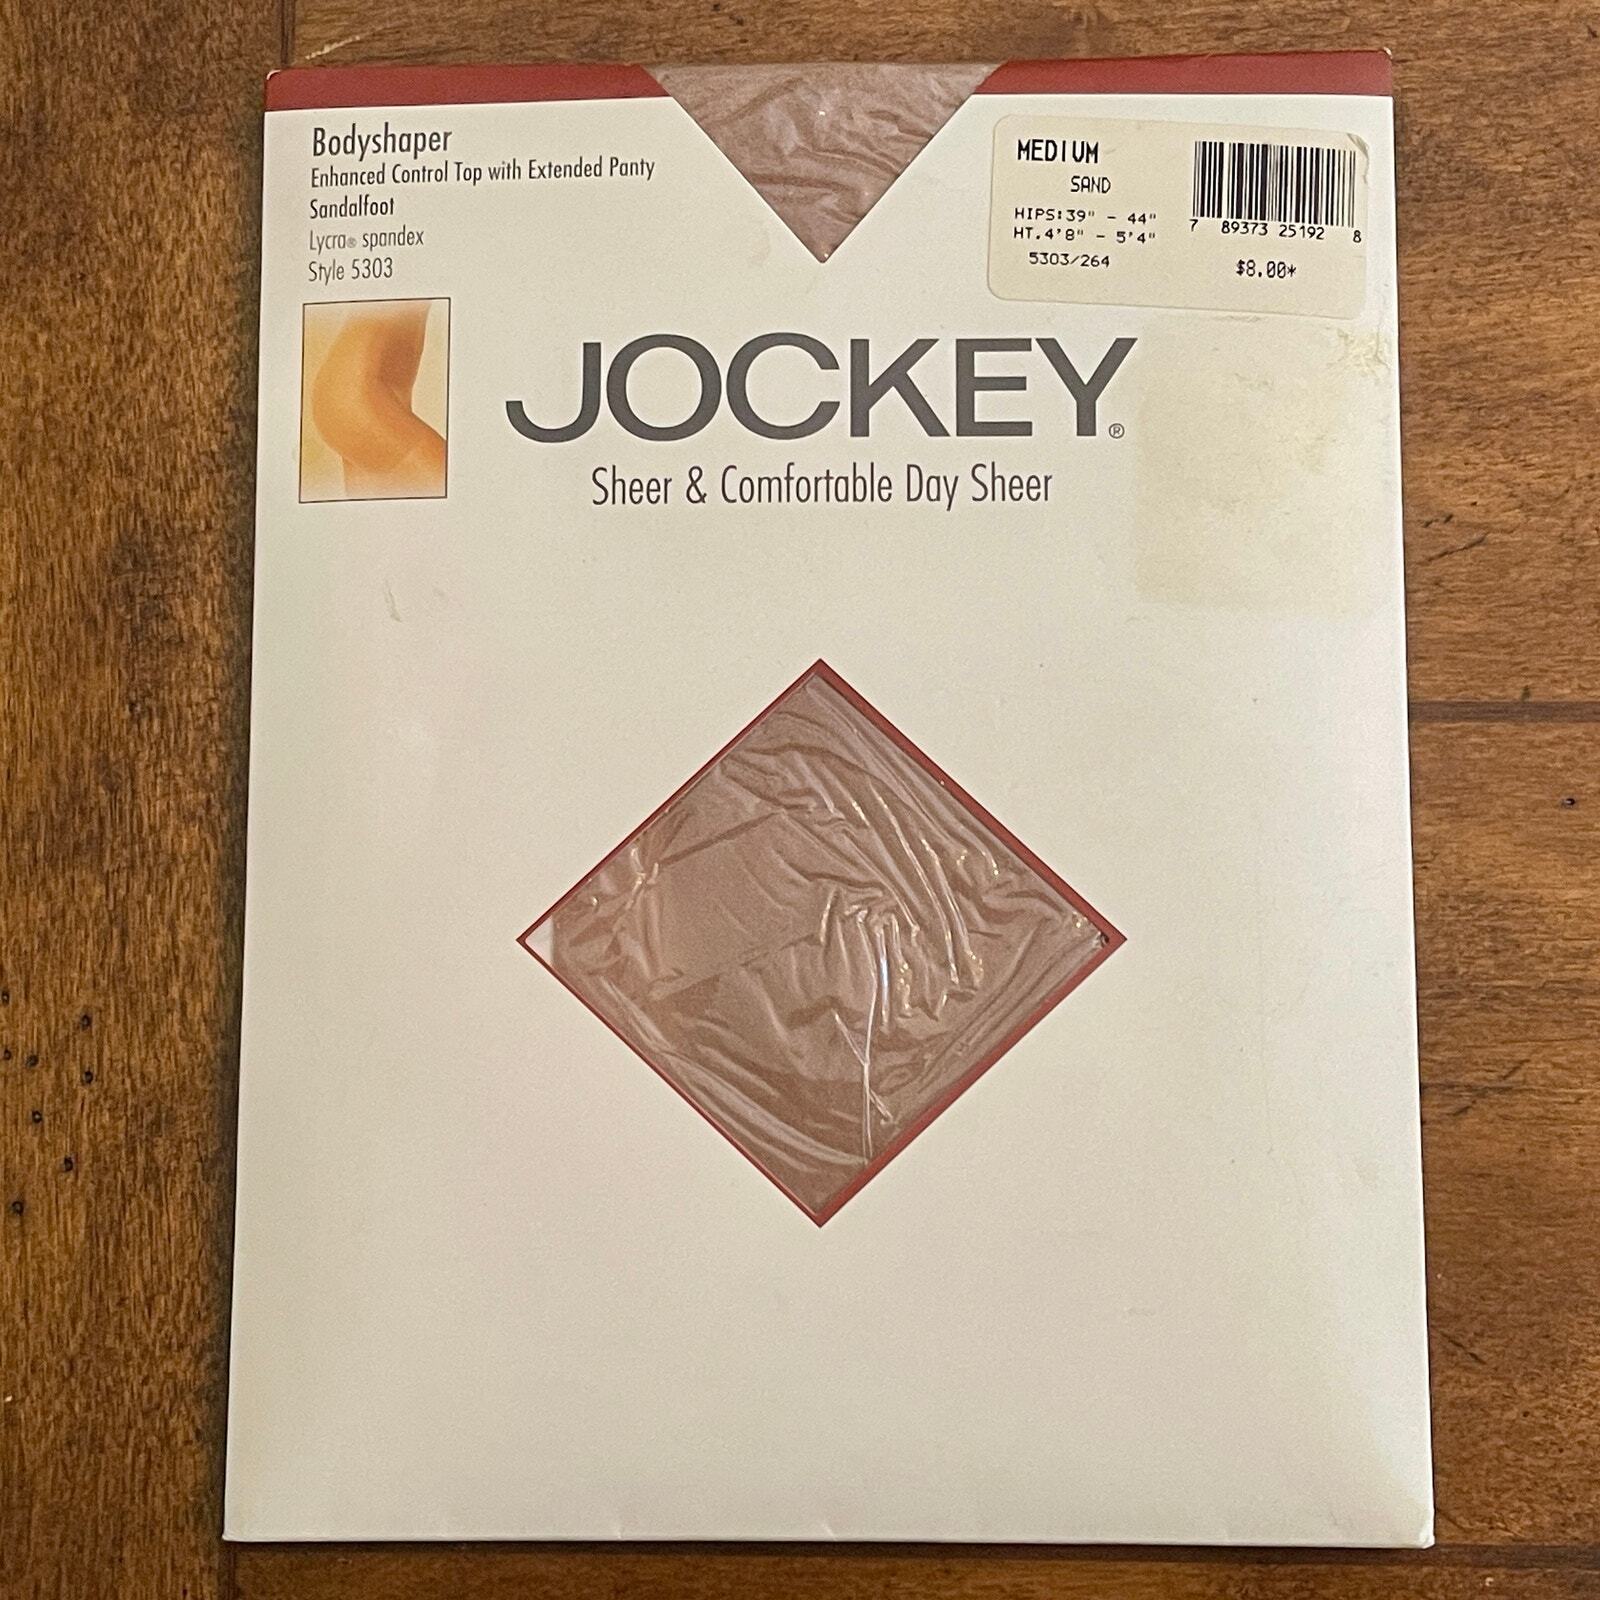 Bodyshaper
Enhanced Control Top with Extended Panty
Sandalfoot
Lycra® spandex
Style 5303
MEDIUM
SAND
HIPS:39" - 44"
HT.4'8" - 5'4"
5303/264
7 89373 25192 8
$8.00*
JOCKEY®
Sheer & Comfortable Day Sheer